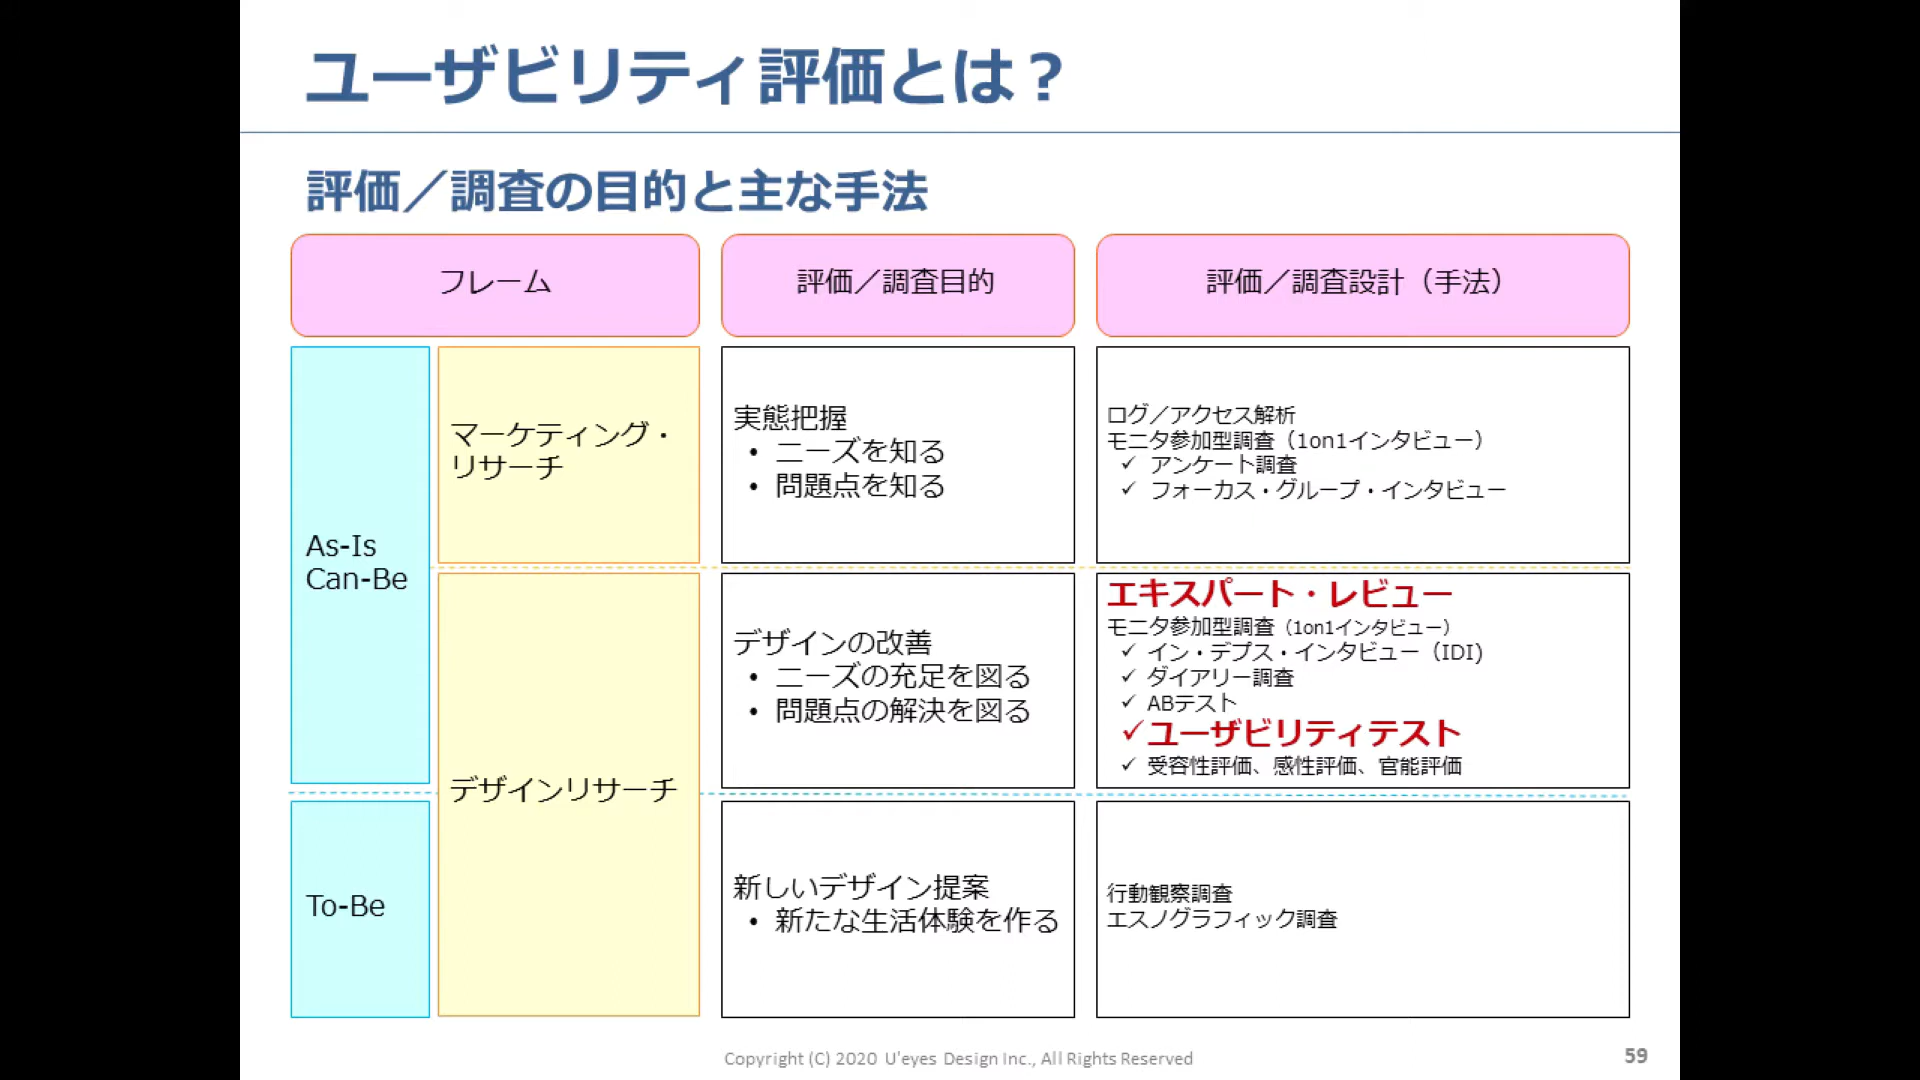 ユーザビリティ評価とは？
評価／調査の目的と主な手法
フレーム
評価／調査目的
評価／調査設計（手法）
As-Is
Can-Be
マーケティング・
リサーチ
実態把握
• ニーズを知る
• 問題点を知る
ログ／アクセス解析
モニタ参加型調査（1on1インタビュー）
✓ アンケート調査
✓ フォーカス・グループ・インタビュー
デザインリサーチ
デザインの改善
• ニーズの充足を図る
• 問題点の解決を図る
エキスパート・レビュー
モニタ参加型調査（1on1インタビュー）
✓ イン・デプス・インタビュー（IDI)
✓ ダイアリー調査
✓ ABテスト
✓ユーザビリティテスト
✓ 受容性評価、感性評価、官能評価
To-Be
新しいデザイン提案
• 新たな生活体験を作る
行動観察調査
エスノグラフィック調査
Copyright (C) 2020 U'eyes Design Inc., All Rights Reserved
59